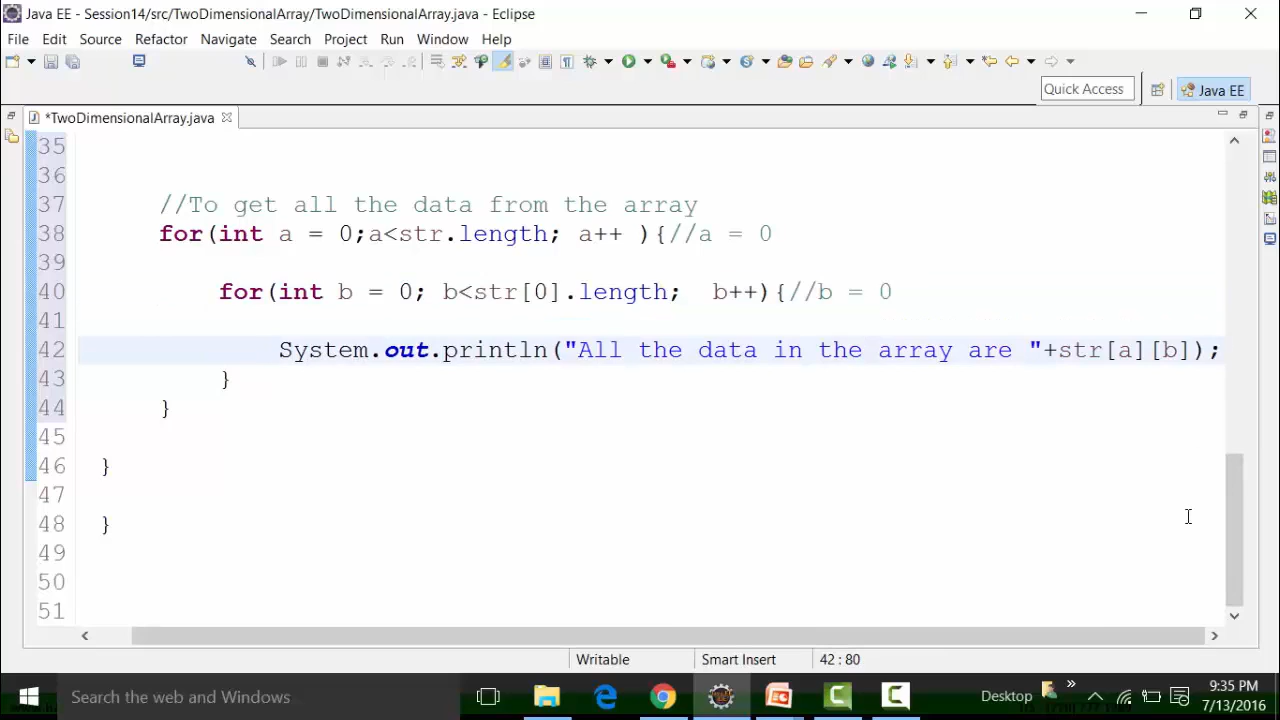 Java EE - Session14/src/TwoDimensionalArray/TwoDimensionalArray.java - Eclipse
File Edit Source Refactor Navigate Search Project Run Window Help
Quick Access
Java EE
*TwoDimensionalArray.java
35
36
37 //To get all the data from the array
38 for(int a = 0;a<str.length; a++ ){//a = 0
39
40 for(int b = 0; b<str[0].length;  b++){//b = 0
41
42 System.out.println("All the data in the array are "+str[a][b]);
43 }
44 }
45
46 }
47
48 }
49
50
51
Writable Smart Insert 42 : 80
Search the web and Windows
Desktop
9:35 PM
7/13/2016